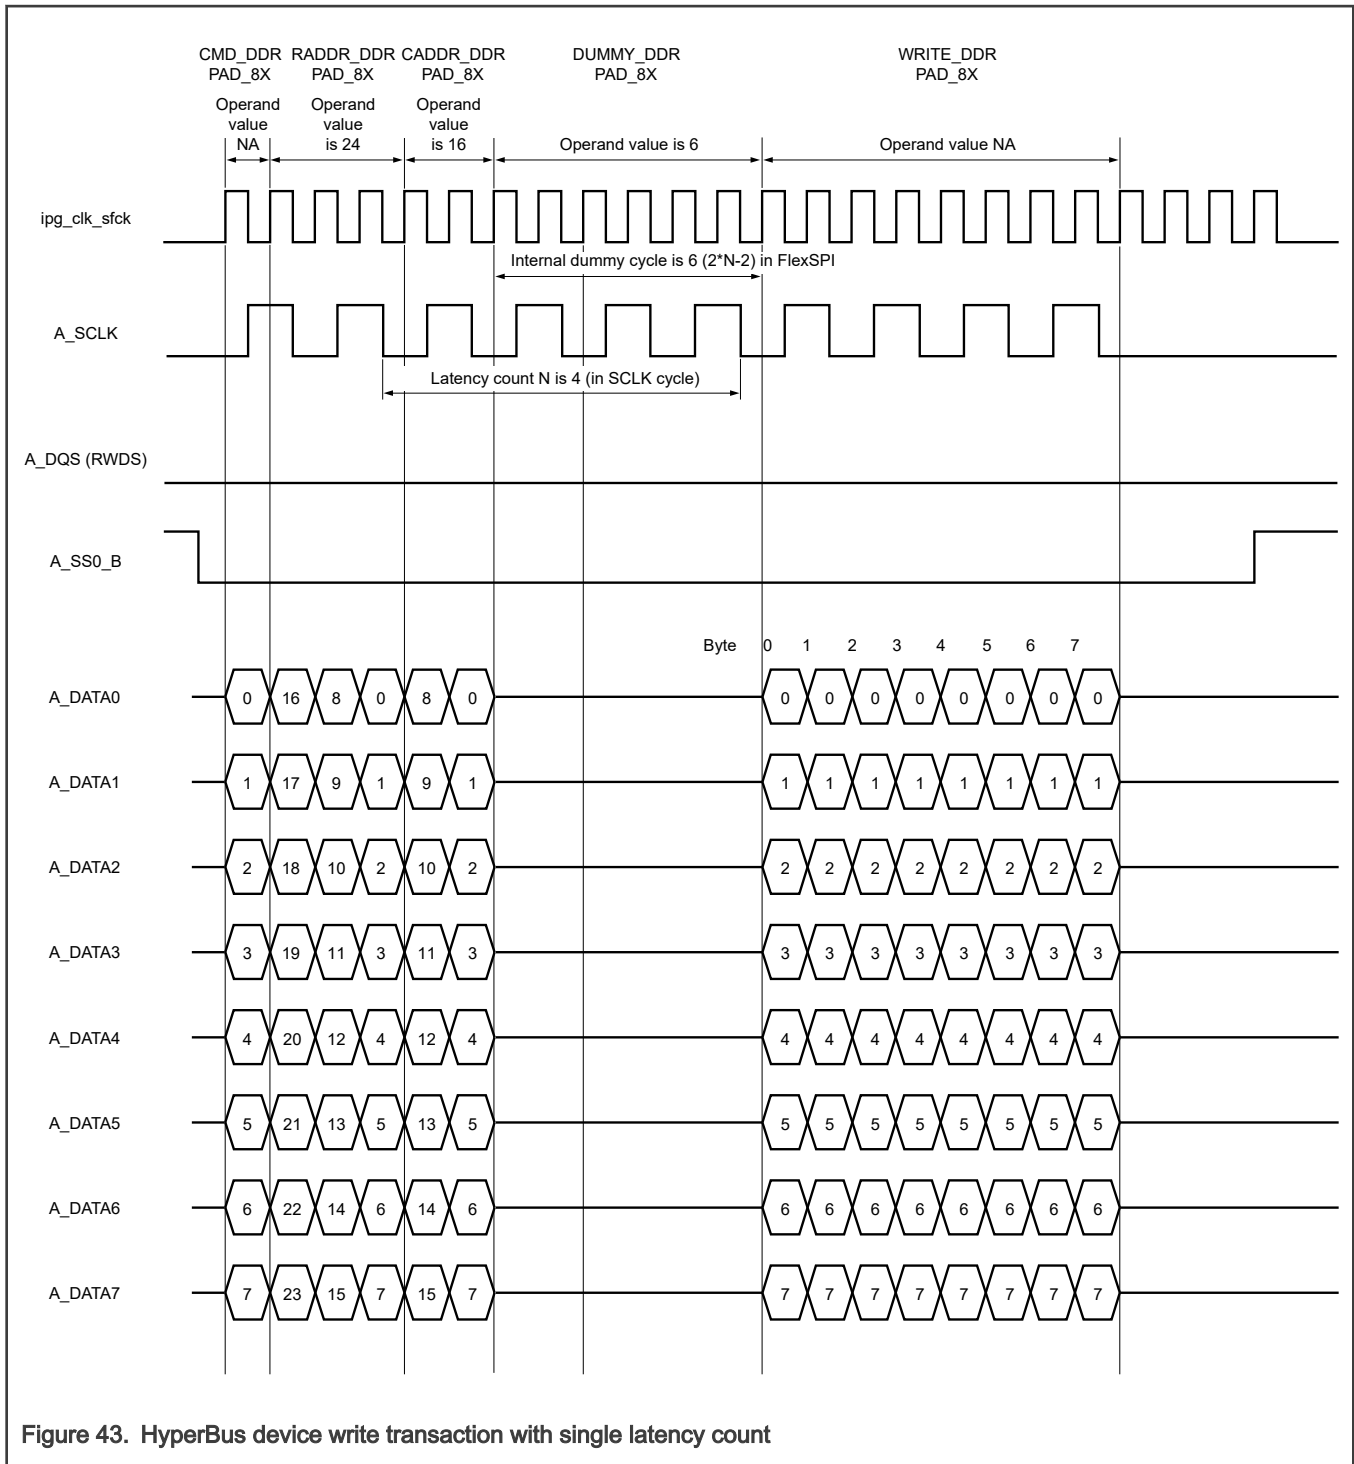 CMD_DDR RADDR_DDR CADDR_DDR DUMMY_DDR WRITE_DDR
PAD_8X PAD_8X PAD_8X PAD_8X PAD_8X
Operand Operand Operand
value value value
NA is 24 is 16 Operand value is 6 Operand value NA
ipg_clk_sfck
Internal dummy cycle is 6 (2*N-2) in FlexSPI
A_SCLK
Latency count N is 4 (in SCLK cycle)
A_DQS (RWDS)
A_SS0_B
Byte 0 1 2 3 4 5 6 7
A_DATA0 0 16 8 0 8 0 0 0 0 0 0 0 0 0
A_DATA1 1 17 9 1 9 1 1 1 1 1 1 1 1 1
A_DATA2 2 18 10 2 10 2 2 2 2 2 2 2 2 2
A_DATA3 3 19 11 3 11 3 3 3 3 3 3 3 3 3
A_DATA4 4 20 12 4 12 4 4 4 4 4 4 4 4 4
A_DATA5 5 21 13 5 13 5 5 5 5 5 5 5 5 5
A_DATA6 6 22 14 6 14 6 6 6 6 6 6 6 6 6
A_DATA7 7 23 15 7 15 7 7 7 7 7 7 7 7 7
Figure 43. HyperBus device write transaction with single latency count